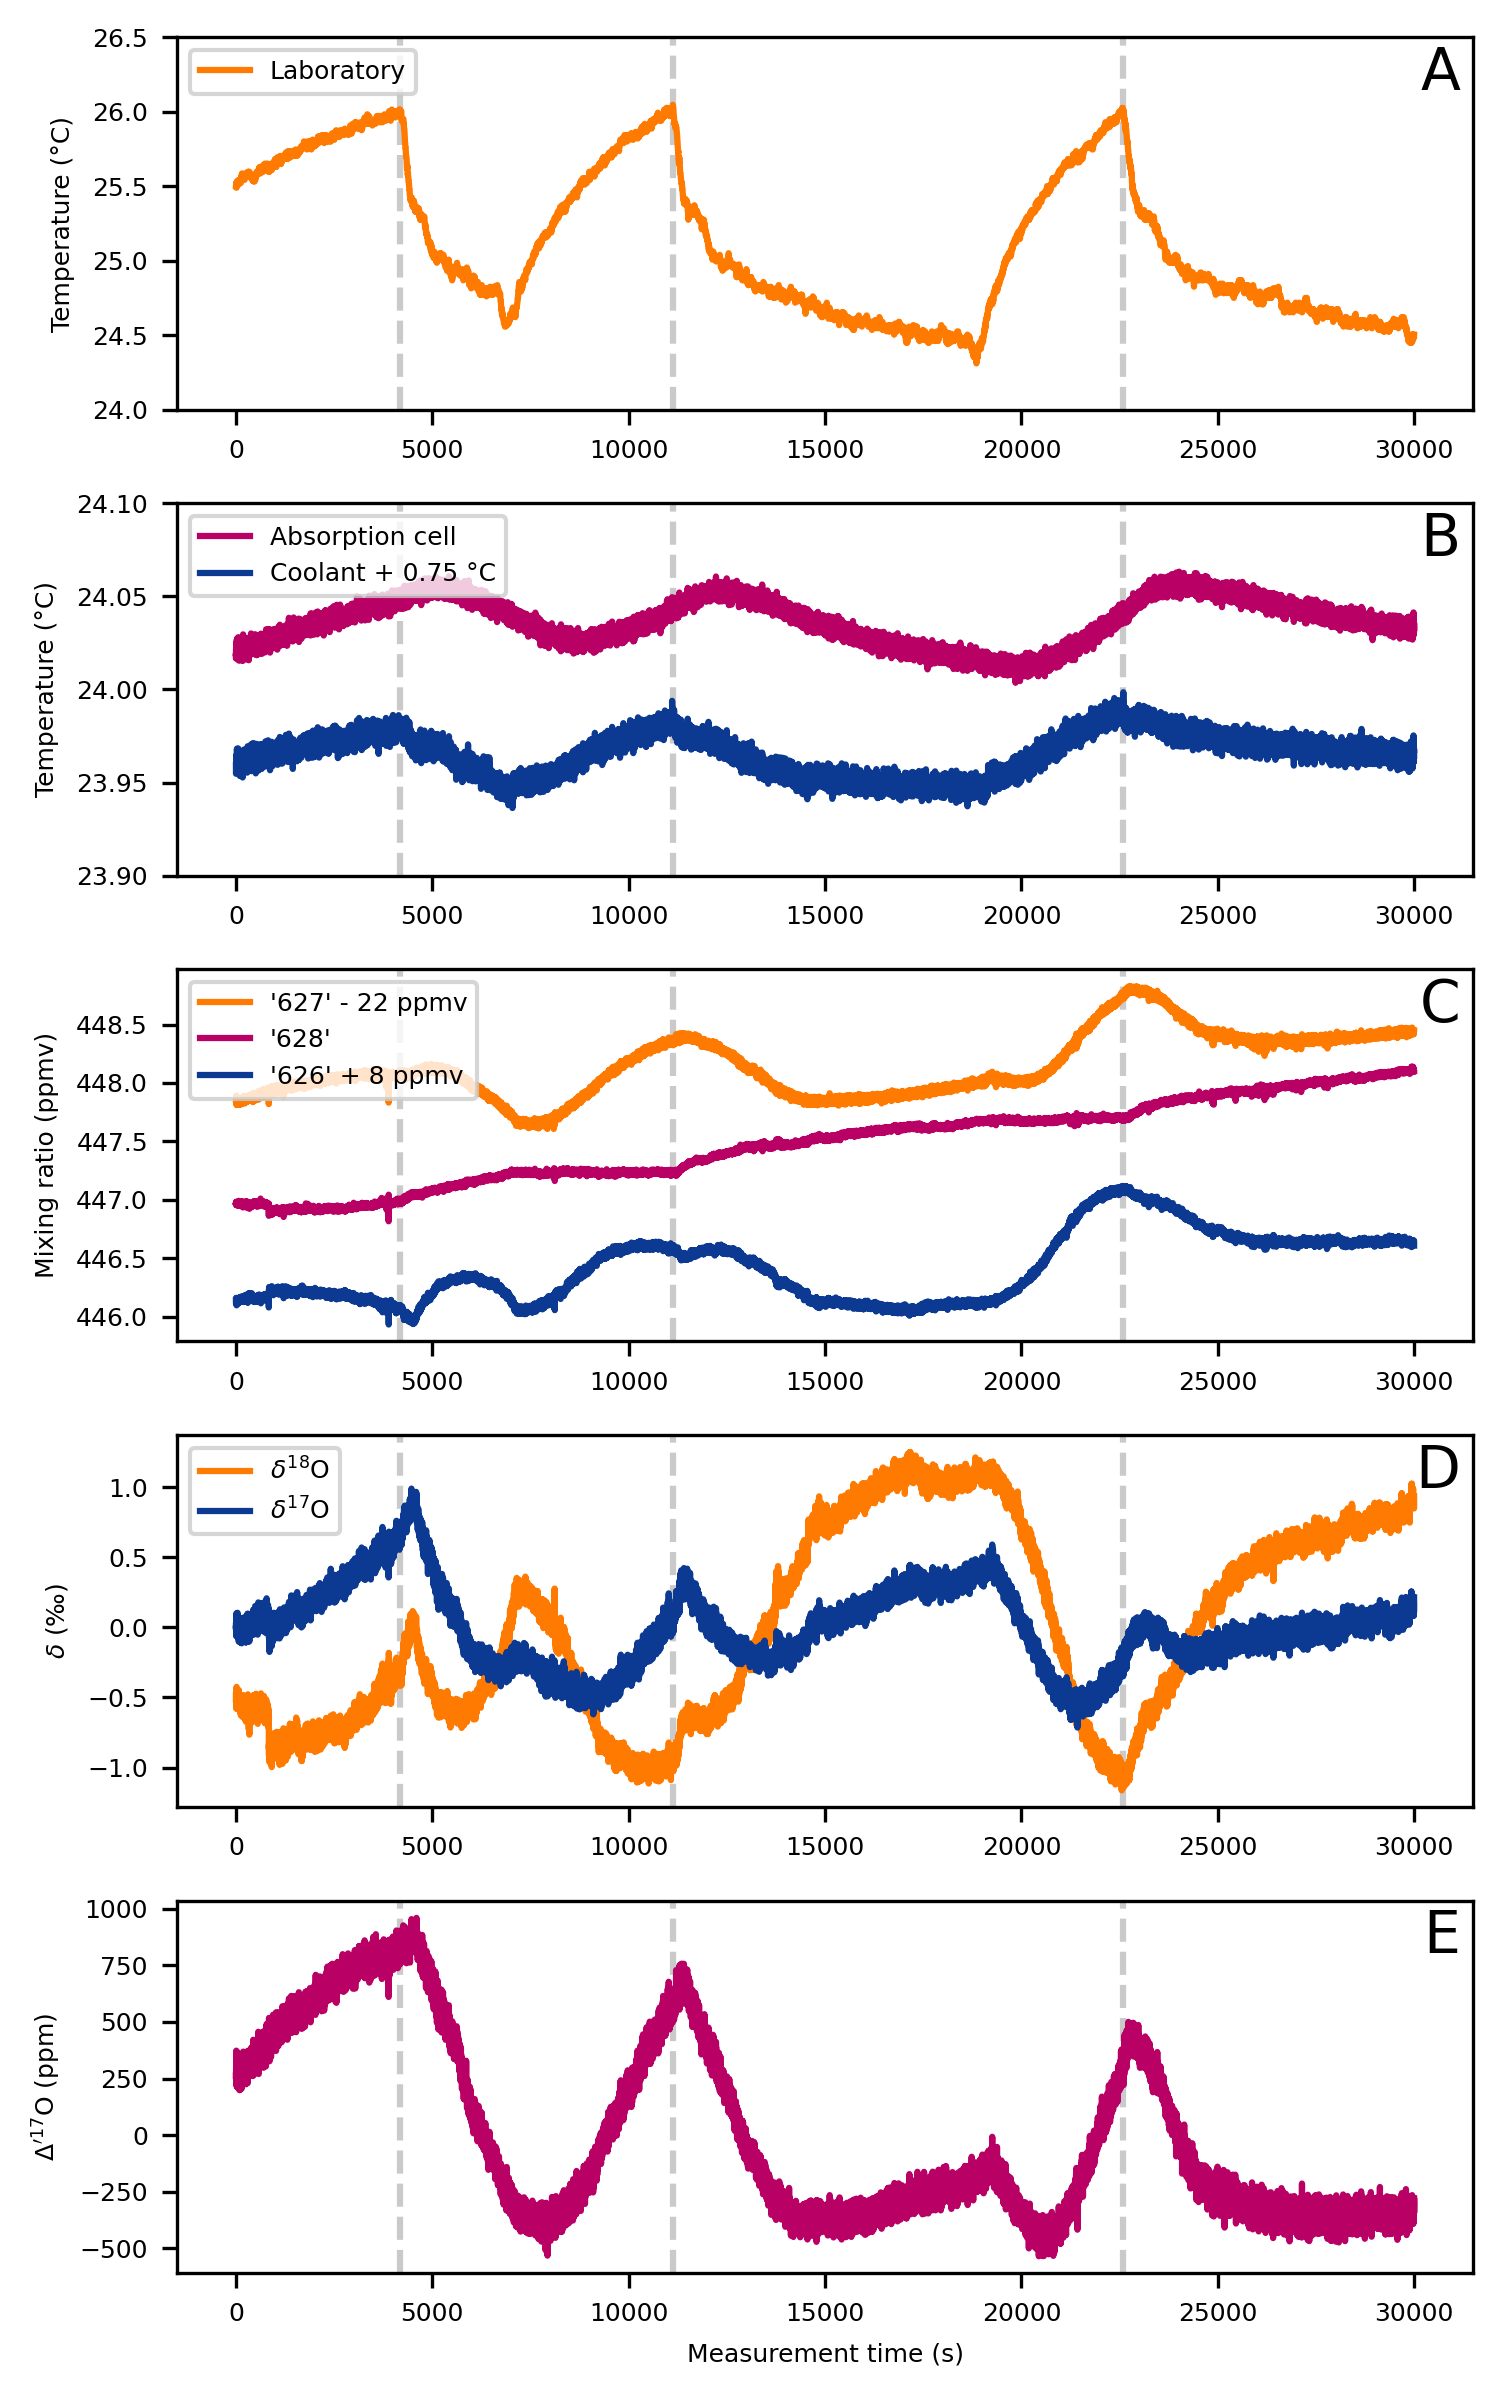 A
Laboratory
Temperature (°C)
26.5
26.0
25.5
25.0
24.5
24.0
0 5000 10000 15000 20000 25000 30000
B
Absorption cell
Coolant + 0.75 °C
Temperature (°C)
24.10
24.05
24.00
23.95
23.90
0 5000 10000 15000 20000 25000 30000
C
'627' - 22 ppmv
'628'
'626' + 8 ppmv
Mixing ratio (ppmv)
448.5
448.0
447.5
447.0
446.5
446.0
0 5000 10000 15000 20000 25000 30000
D
δ¹⁸O
δ¹⁷O
δ (‰)
1.0
0.5
0.0
−0.5
−1.0
0 5000 10000 15000 20000 25000 30000
E
Δ′¹⁷O (ppm)
1000
750
500
250
0
−250
−500
0 5000 10000 15000 20000 25000 30000
Measurement time (s)